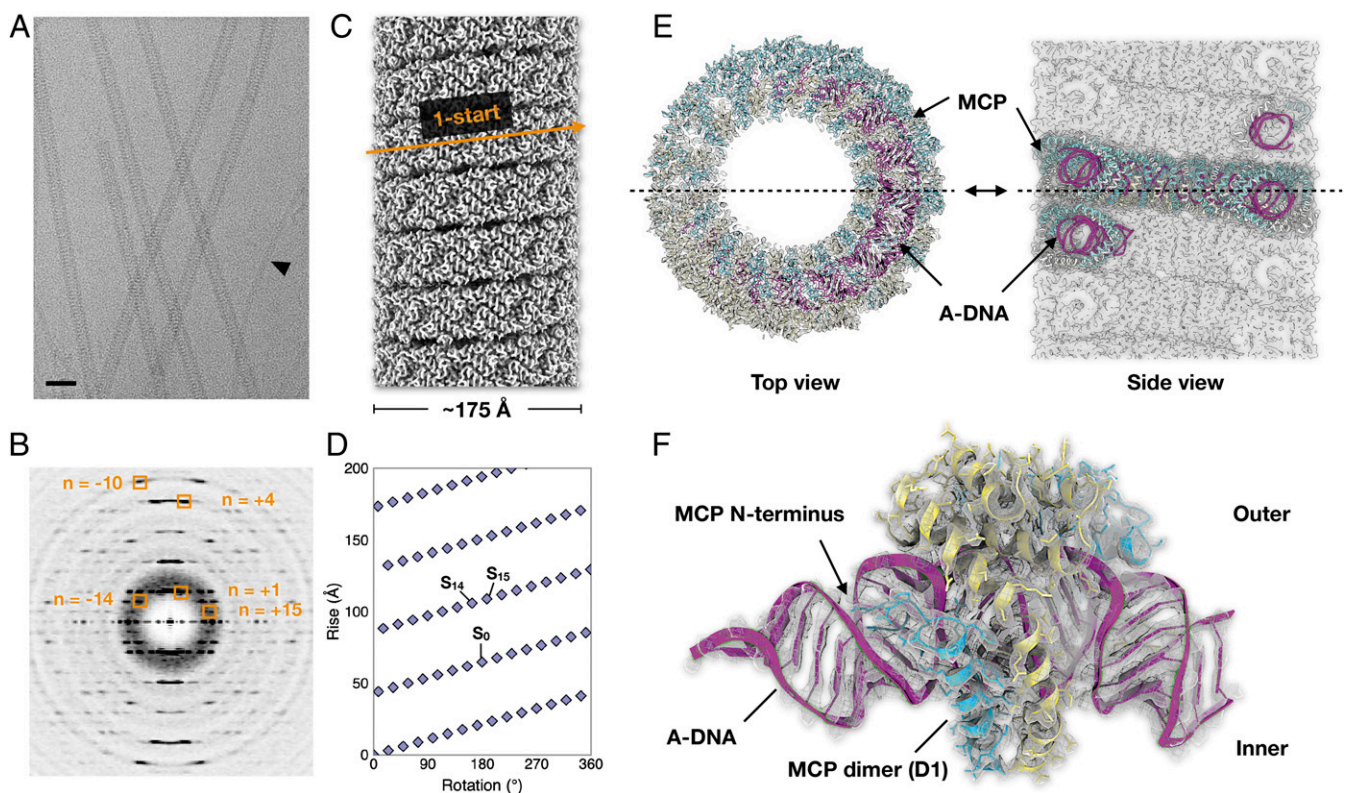 A
C
1-start
~175 Å
B
n = -10
n = +4
n = -14
n = +1
n = +15
D
200
150
100
50
0
Rise (Å)
S14
S15
S0
0
90
180
270
360
Rotation (°)
E
MCP
A-DNA
Top view
Side view
F
MCP N-terminus
Outer
A-DNA
MCP dimer (D1)
Inner